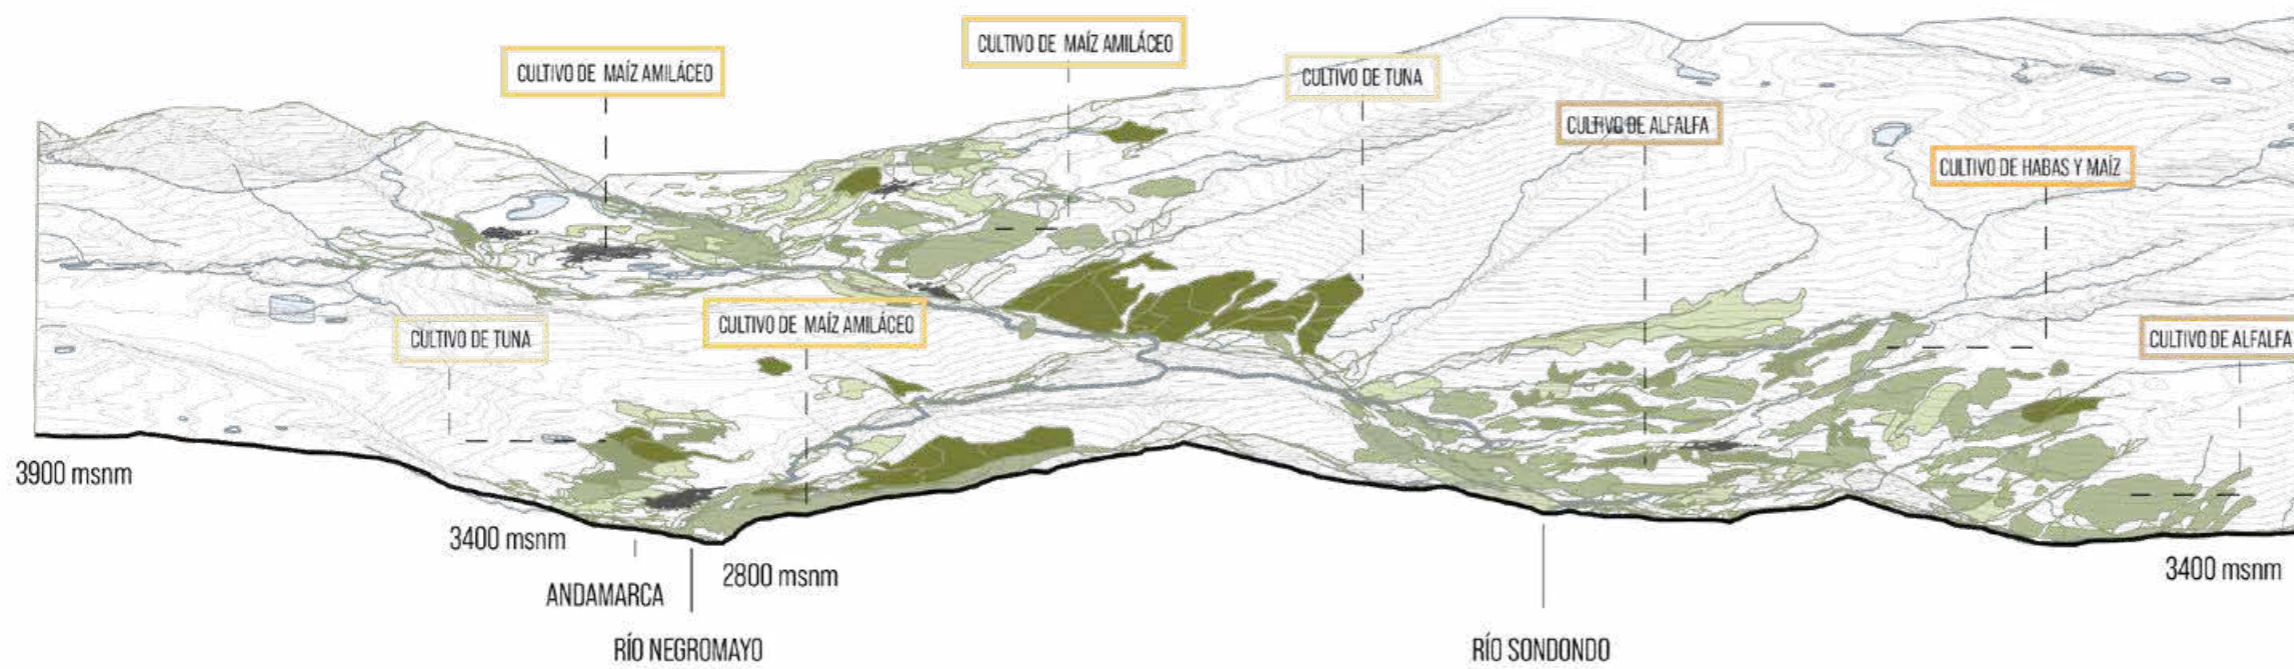 CULTIVO DE MAÍZ AMILÁCEO
CULTIVO DE MAÍZ AMILÁCEO
CULTIVO DE TUNA
CULTIVO DE ALFALFA
CULTIVO DE HABAS Y MAÍZ
CULTIVO DE TUNA
CULTIVO DE MAÍZ AMILÁCEO
CULTIVO DE ALFALFA
3900 msnm
3400 msnm
2800 msnm
3400 msnm
ANDAMARCA
RÍO NEGROMAYO
RÍO SONDONDO